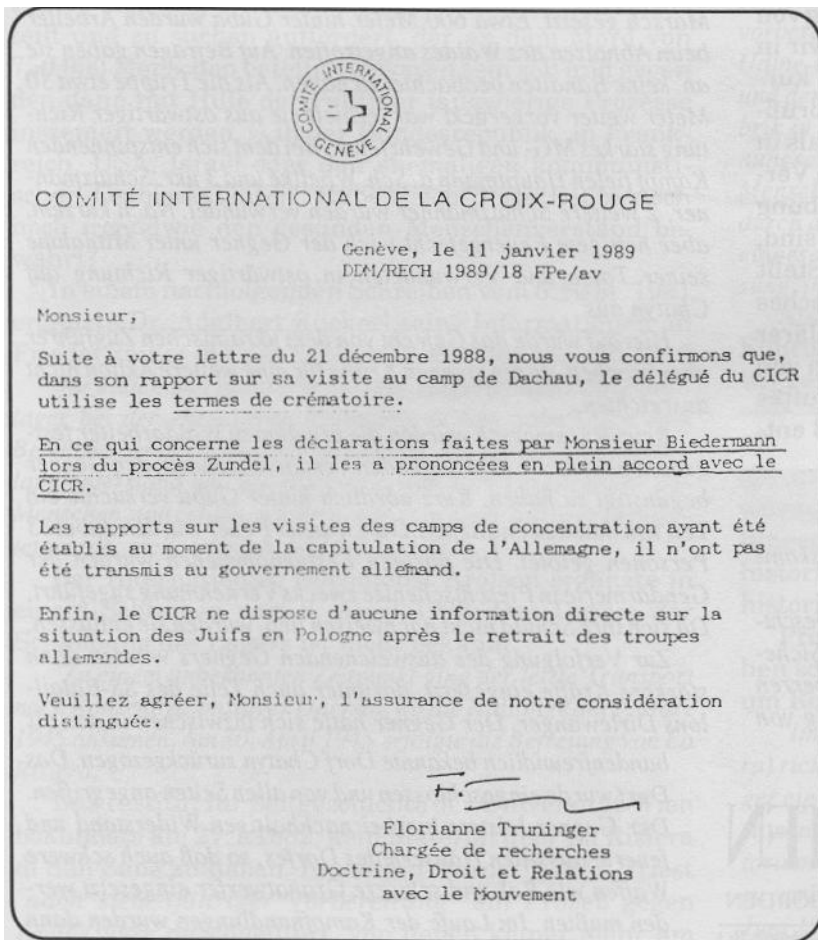 COMITÉ INTERNATIONAL GENÈVE
COMITÉ INTERNATIONAL DE LA CROIX-ROUGE
Genève, le 11 janvier 1989
DDM/RECH 1989/18 FPe/av
Monsieur,
Suite à votre lettre du 21 décembre 1988, nous vous confirmons que,
dans son rapport sur sa visite au camp de Dachau, le délégué du CICR
utilise les termes de crématoire.
En ce qui concerne les déclarations faites par Monsieur Biedermann
lors du procès Zundel, il les a prononcées en plein accord avec le
CICR.
Les rapports sur les visites des camps de concentration ayant été
établis au moment de la capitulation de l'Allemagne, il n'ont pas
été transmis au gouvernement allemand.
Enfin, le CICR ne dispose d'aucune information directe sur la
situation des Juifs en Pologne après le retrait des troupes
allemandes.
Veuillez agréer, Monsieur, l'assurance de notre considération
distinguée.
Florianne Truninger
Chargée de recherches
Doctrine, Droit et Relations
avec le Mouvement